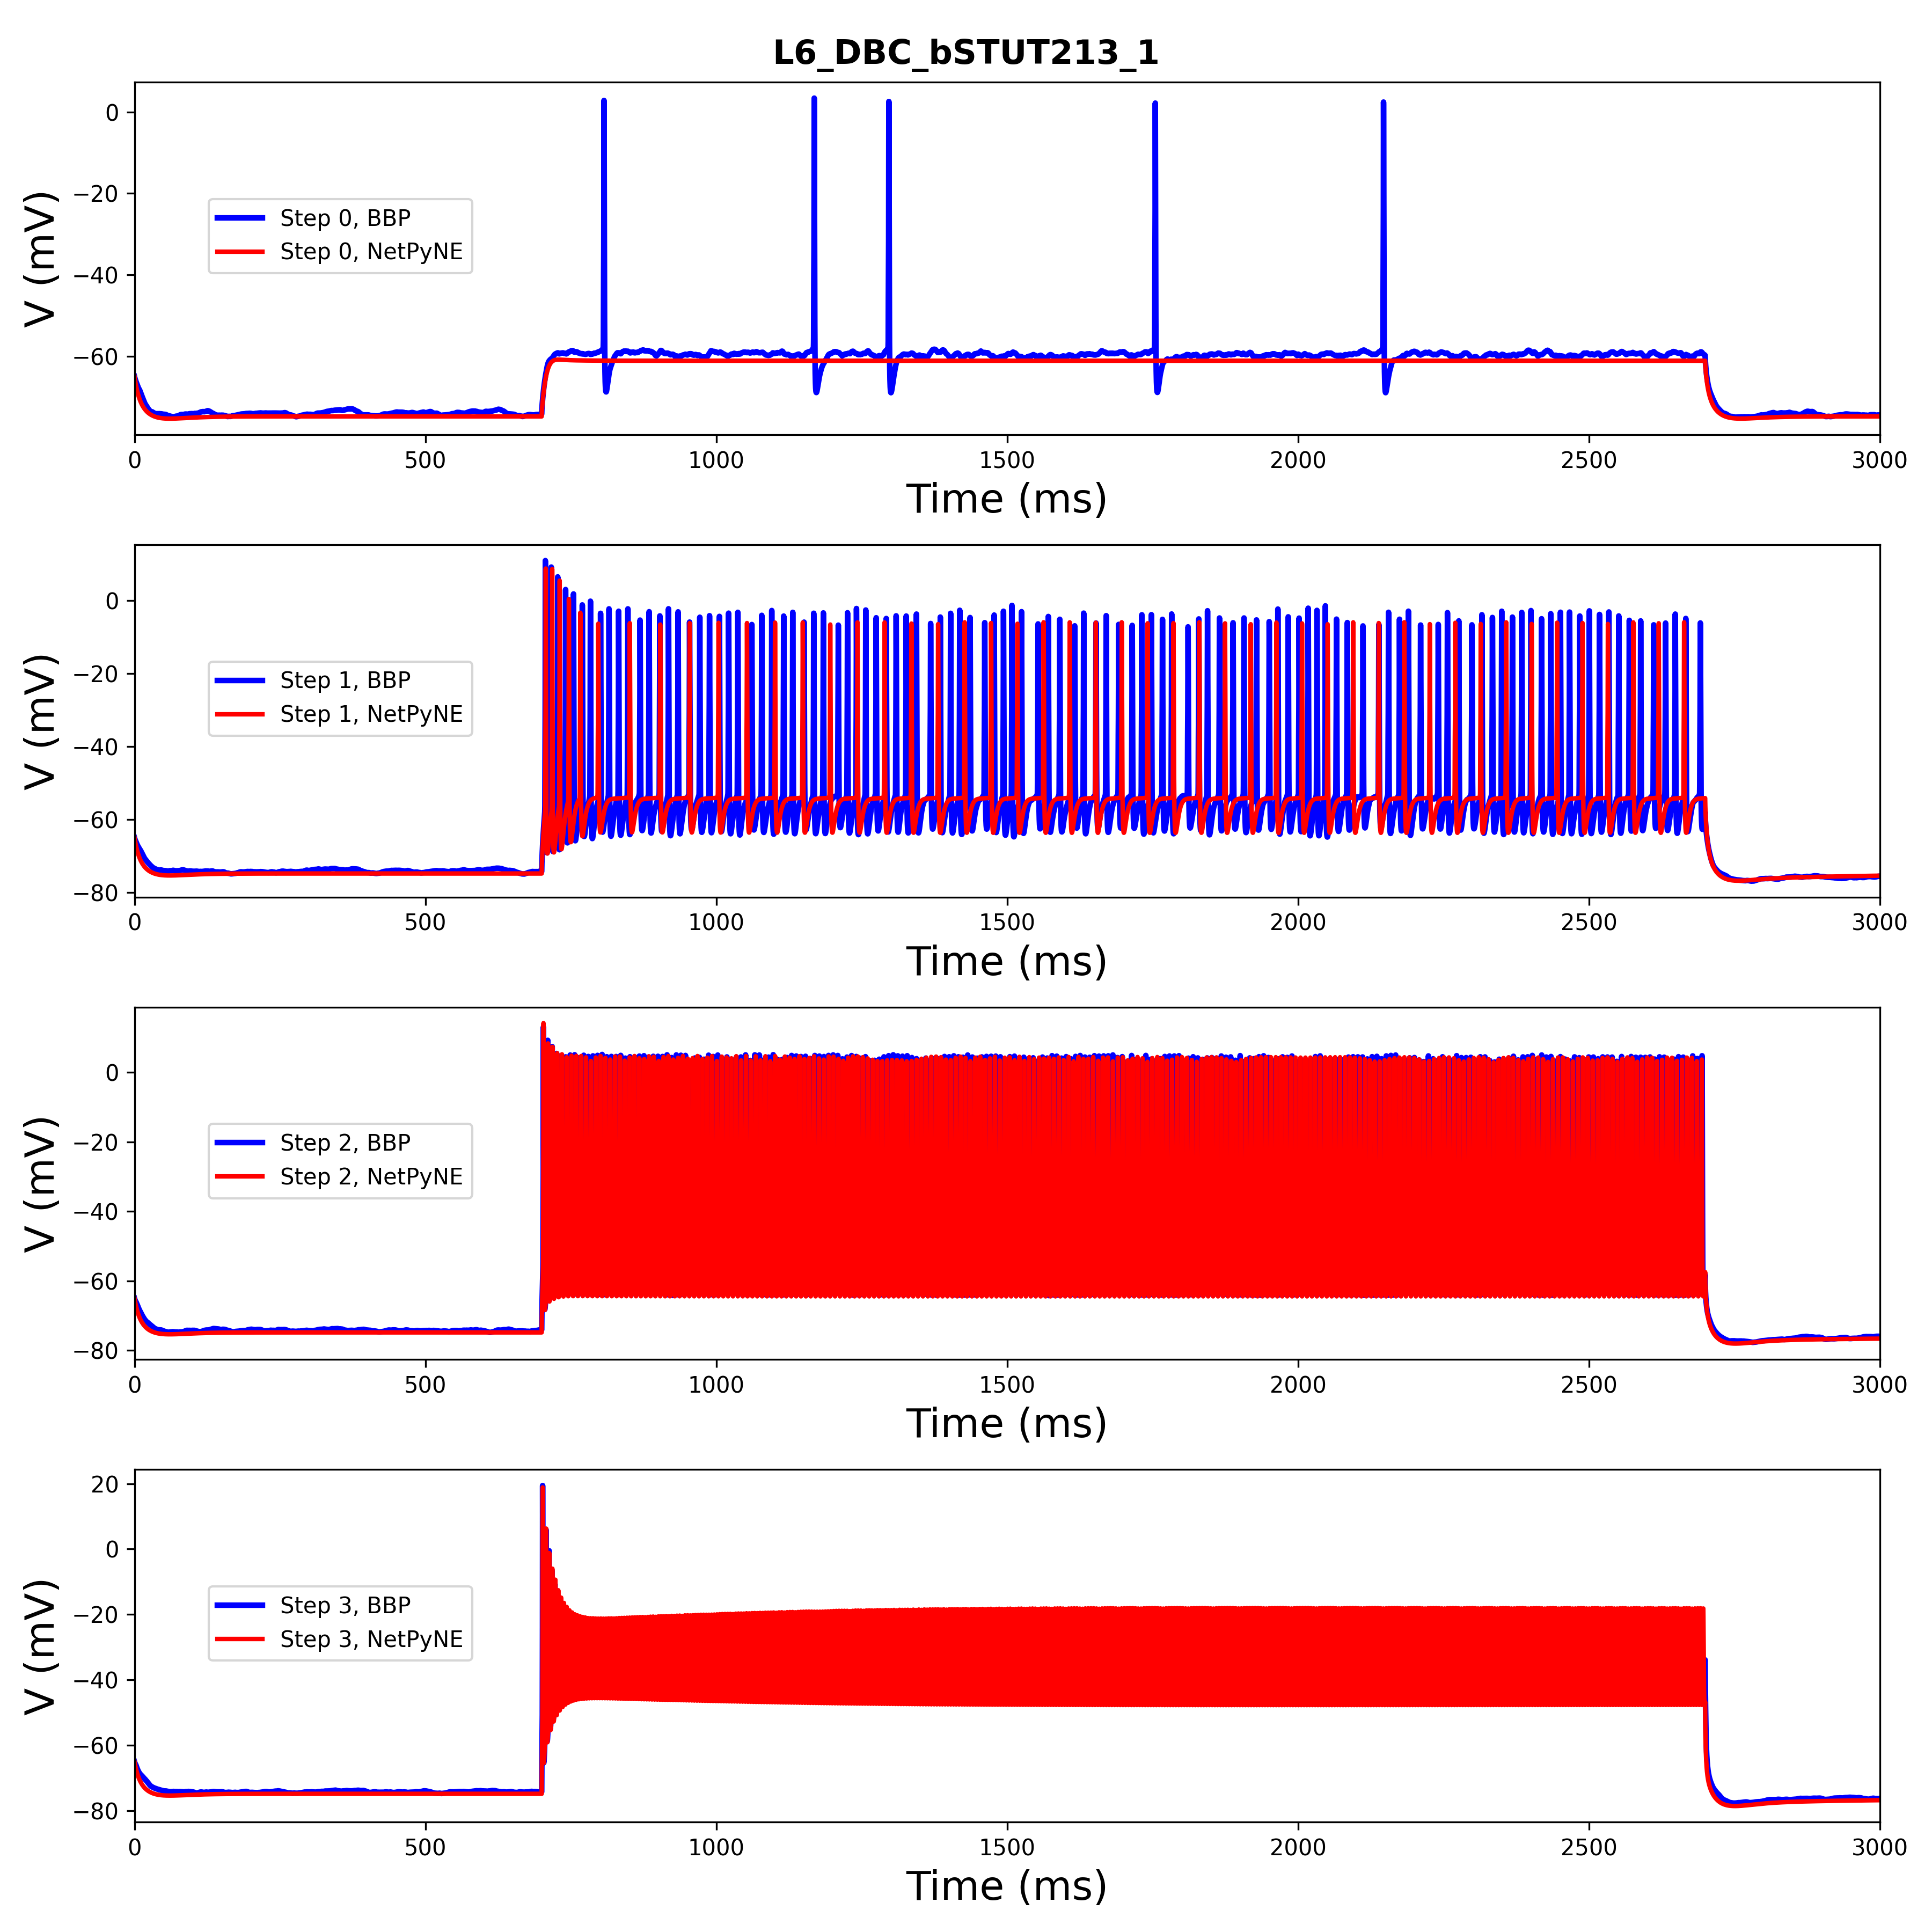 L6_DBC_bSTUT213_1
0
−20
−40
−60
V (mV)
Step 0, BBP
Step 0, NetPyNE
0 500 1000 1500 2000 2500 3000
Time (ms)
0
−20
−40
−60
−80
V (mV)
Step 1, BBP
Step 1, NetPyNE
0 500 1000 1500 2000 2500 3000
Time (ms)
0
−20
−40
−60
−80
V (mV)
Step 2, BBP
Step 2, NetPyNE
0 500 1000 1500 2000 2500 3000
Time (ms)
20
0
−20
−40
−60
−80
V (mV)
Step 3, BBP
Step 3, NetPyNE
0 500 1000 1500 2000 2500 3000
Time (ms)